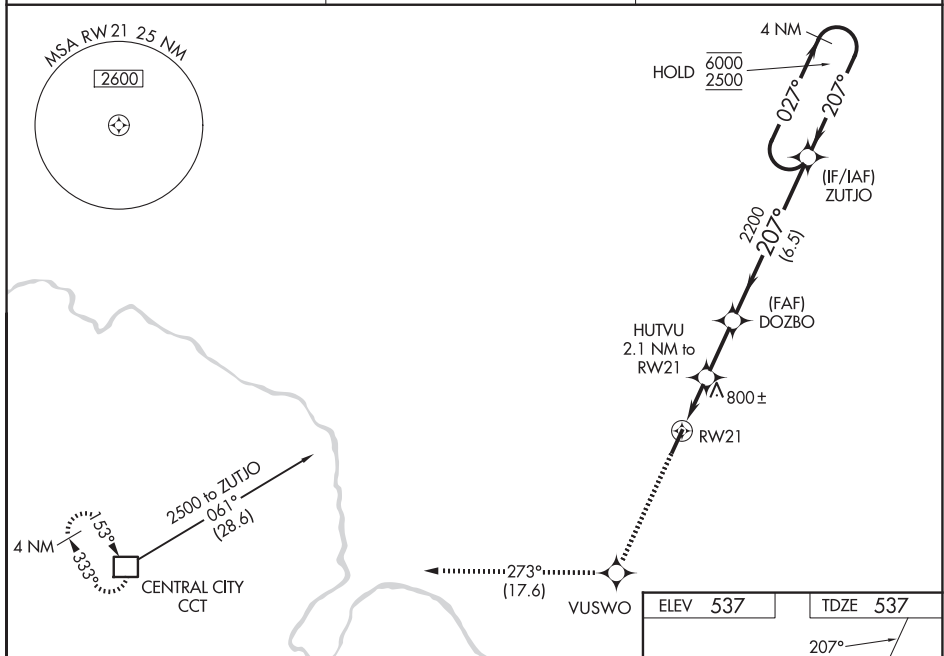 MSA RW 21 25 NM
2600
4 NM
HOLD
6000
2500
027°
207°
(IF/IAF)
ZUTJO
2200
207°
(6.5)
(FAF)
DOZBO
HUTVU
2.1 NM to
RW21
800±
RW21
2500 to ZUTJO
061°
(28.6)
4 NM
153°
333°
CENTRAL CITY
CCT
273°
(17.6)
VUSWO
ELEV 537
TDZE 537
207°